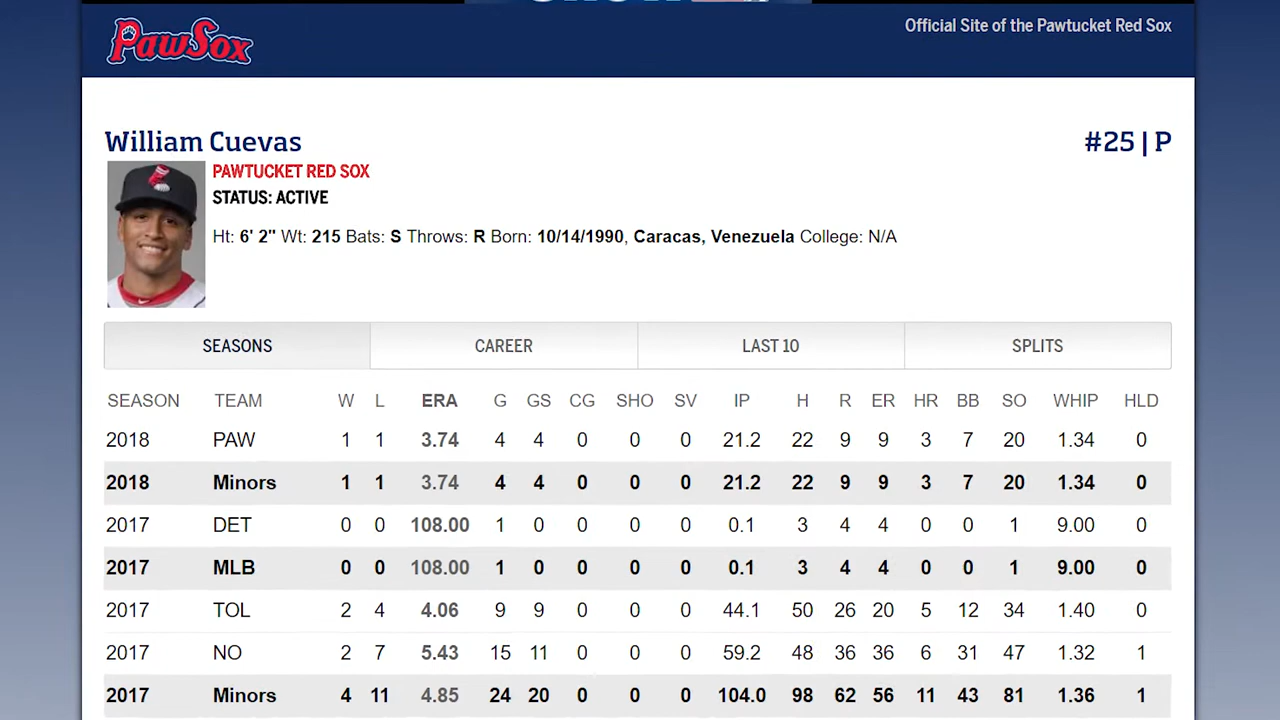 PawSox
Official Site of the Pawtucket Red Sox
William Cuevas
#25 | P
PAWTUCKET RED SOX
STATUS: ACTIVE
Ht: 6' 2" Wt: 215 Bats: S Throws: R Born: 10/14/1990, Caracas, Venezuela College: N/A
SEASONS CAREER LAST 10 SPLITS
SEASON TEAM W L ERA G GS CG SHO SV IP H R ER HR BB SO WHIP HLD
2018 PAW 1 1 3.74 4 4 0 0 0 21.2 22 9 9 3 7 20 1.34 0
2018 Minors 1 1 3.74 4 4 0 0 0 21.2 22 9 9 3 7 20 1.34 0
2017 DET 0 0 108.00 1 0 0 0 0 0.1 3 4 4 0 0 1 9.00 0
2017 MLB 0 0 108.00 1 0 0 0 0 0.1 3 4 4 0 0 1 9.00 0
2017 TOL 2 4 4.06 9 9 0 0 0 44.1 50 26 20 5 12 34 1.40 0
2017 NO 2 7 5.43 15 11 0 0 0 59.2 48 36 36 6 31 47 1.32 1
2017 Minors 4 11 4.85 24 20 0 0 0 104.0 98 62 56 11 43 81 1.36 1